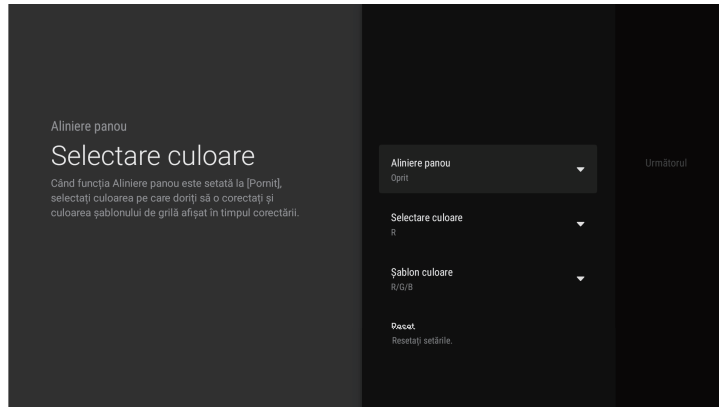 Aliniere panou
Selectare culoare
Când funcția Aliniere panou este setată la [Pornit],
selectați culoarea pe care doriți să o corectați și
culoarea șablonului de grilă afișat în timpul corectării.
Aliniere panou
Oprit
Selectare culoare
R
Șablon culoare
R/G/B
Reset
Resetați setările.
Următorul